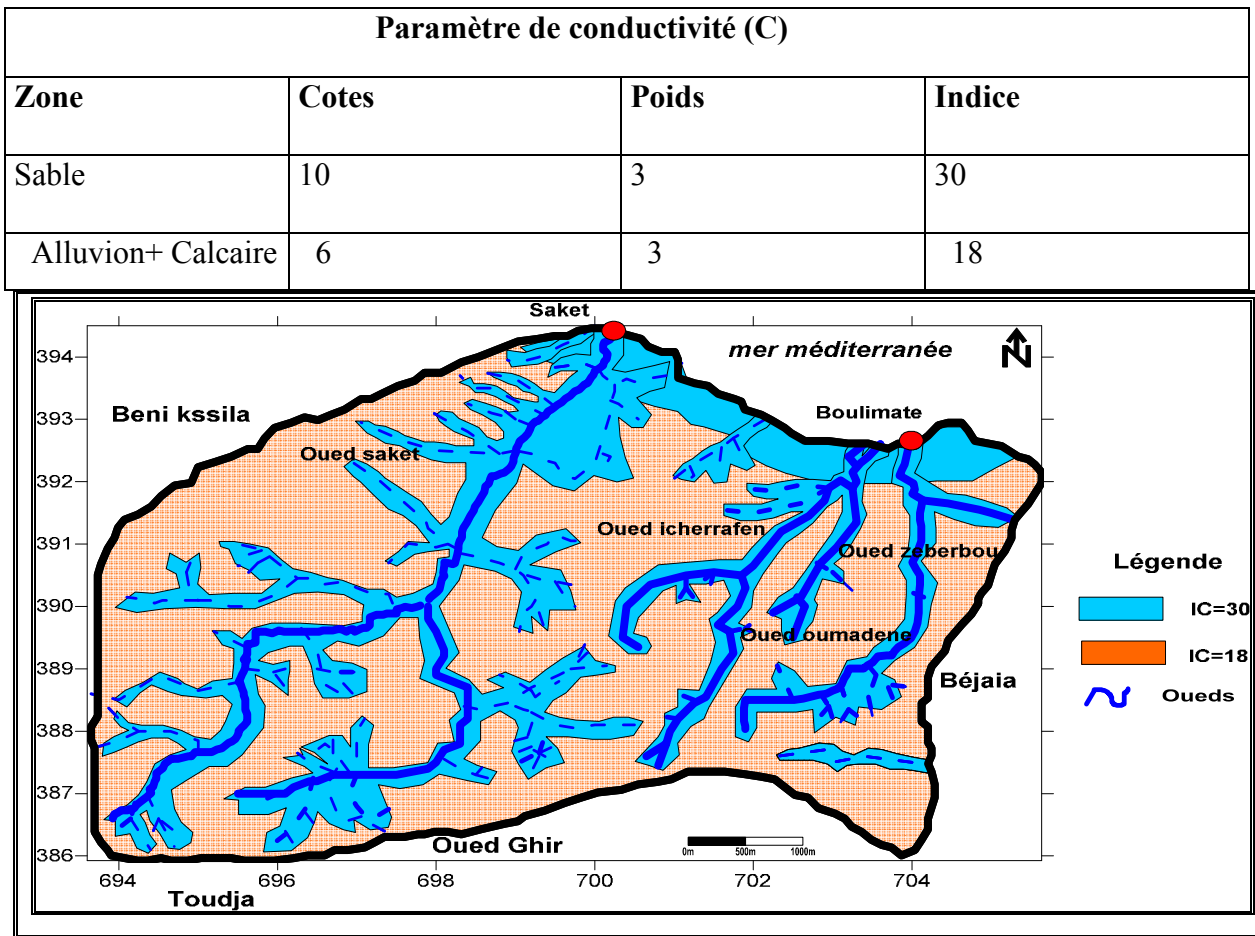 Paramètre de conductivité (C)
Zone Cotes Poids Indice
Sable 10 3 30
Alluvion+ Calcaire 6 3 18
Saket
394
mer méditerranée
N
393
Beni kssila
Boulimate
Oued saket
392
Oued icherrafen
391
Oued zeberbou
Légende
390
IC=30
Oued oumadene
389
IC=18
Béjaia
Oueds
388
387
Oued Ghir
0m 500m 1000m
386
694 696 698 700 702 704
Toudja